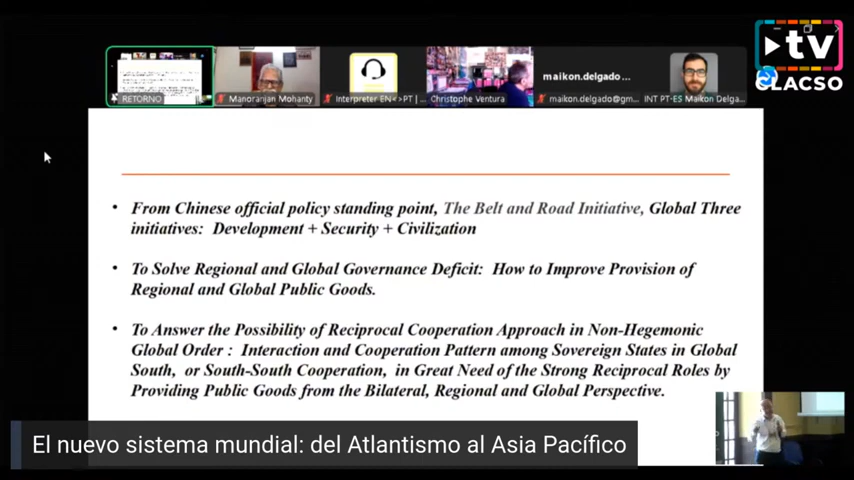 tv
CLACSO
RETORNO
Manoranjan Mohanty
Interpreter EN<>PT | ...
Christophe Ventura
maikon.delgado ...
maikon.delgado@gm...
INT PT-ES Maikon Delga...
• From Chinese official policy standing point, The Belt and Road Initiative, Global Three
initiatives: Development + Security + Civilization
• To Solve Regional and Global Governance Deficit: How to Improve Provision of
Regional and Global Public Goods.
• To Answer the Possibility of Reciprocal Cooperation Approach in Non-Hegemonic
Global Order : Interaction and Cooperation Pattern among Sovereign States in Global
South, or South-South Cooperation, in Great Need of the Strong Reciprocal Roles by
Providing Public Goods from the Bilateral, Regional and Global Perspective.
El nuevo sistema mundial: del Atlantismo al Asia Pacífico